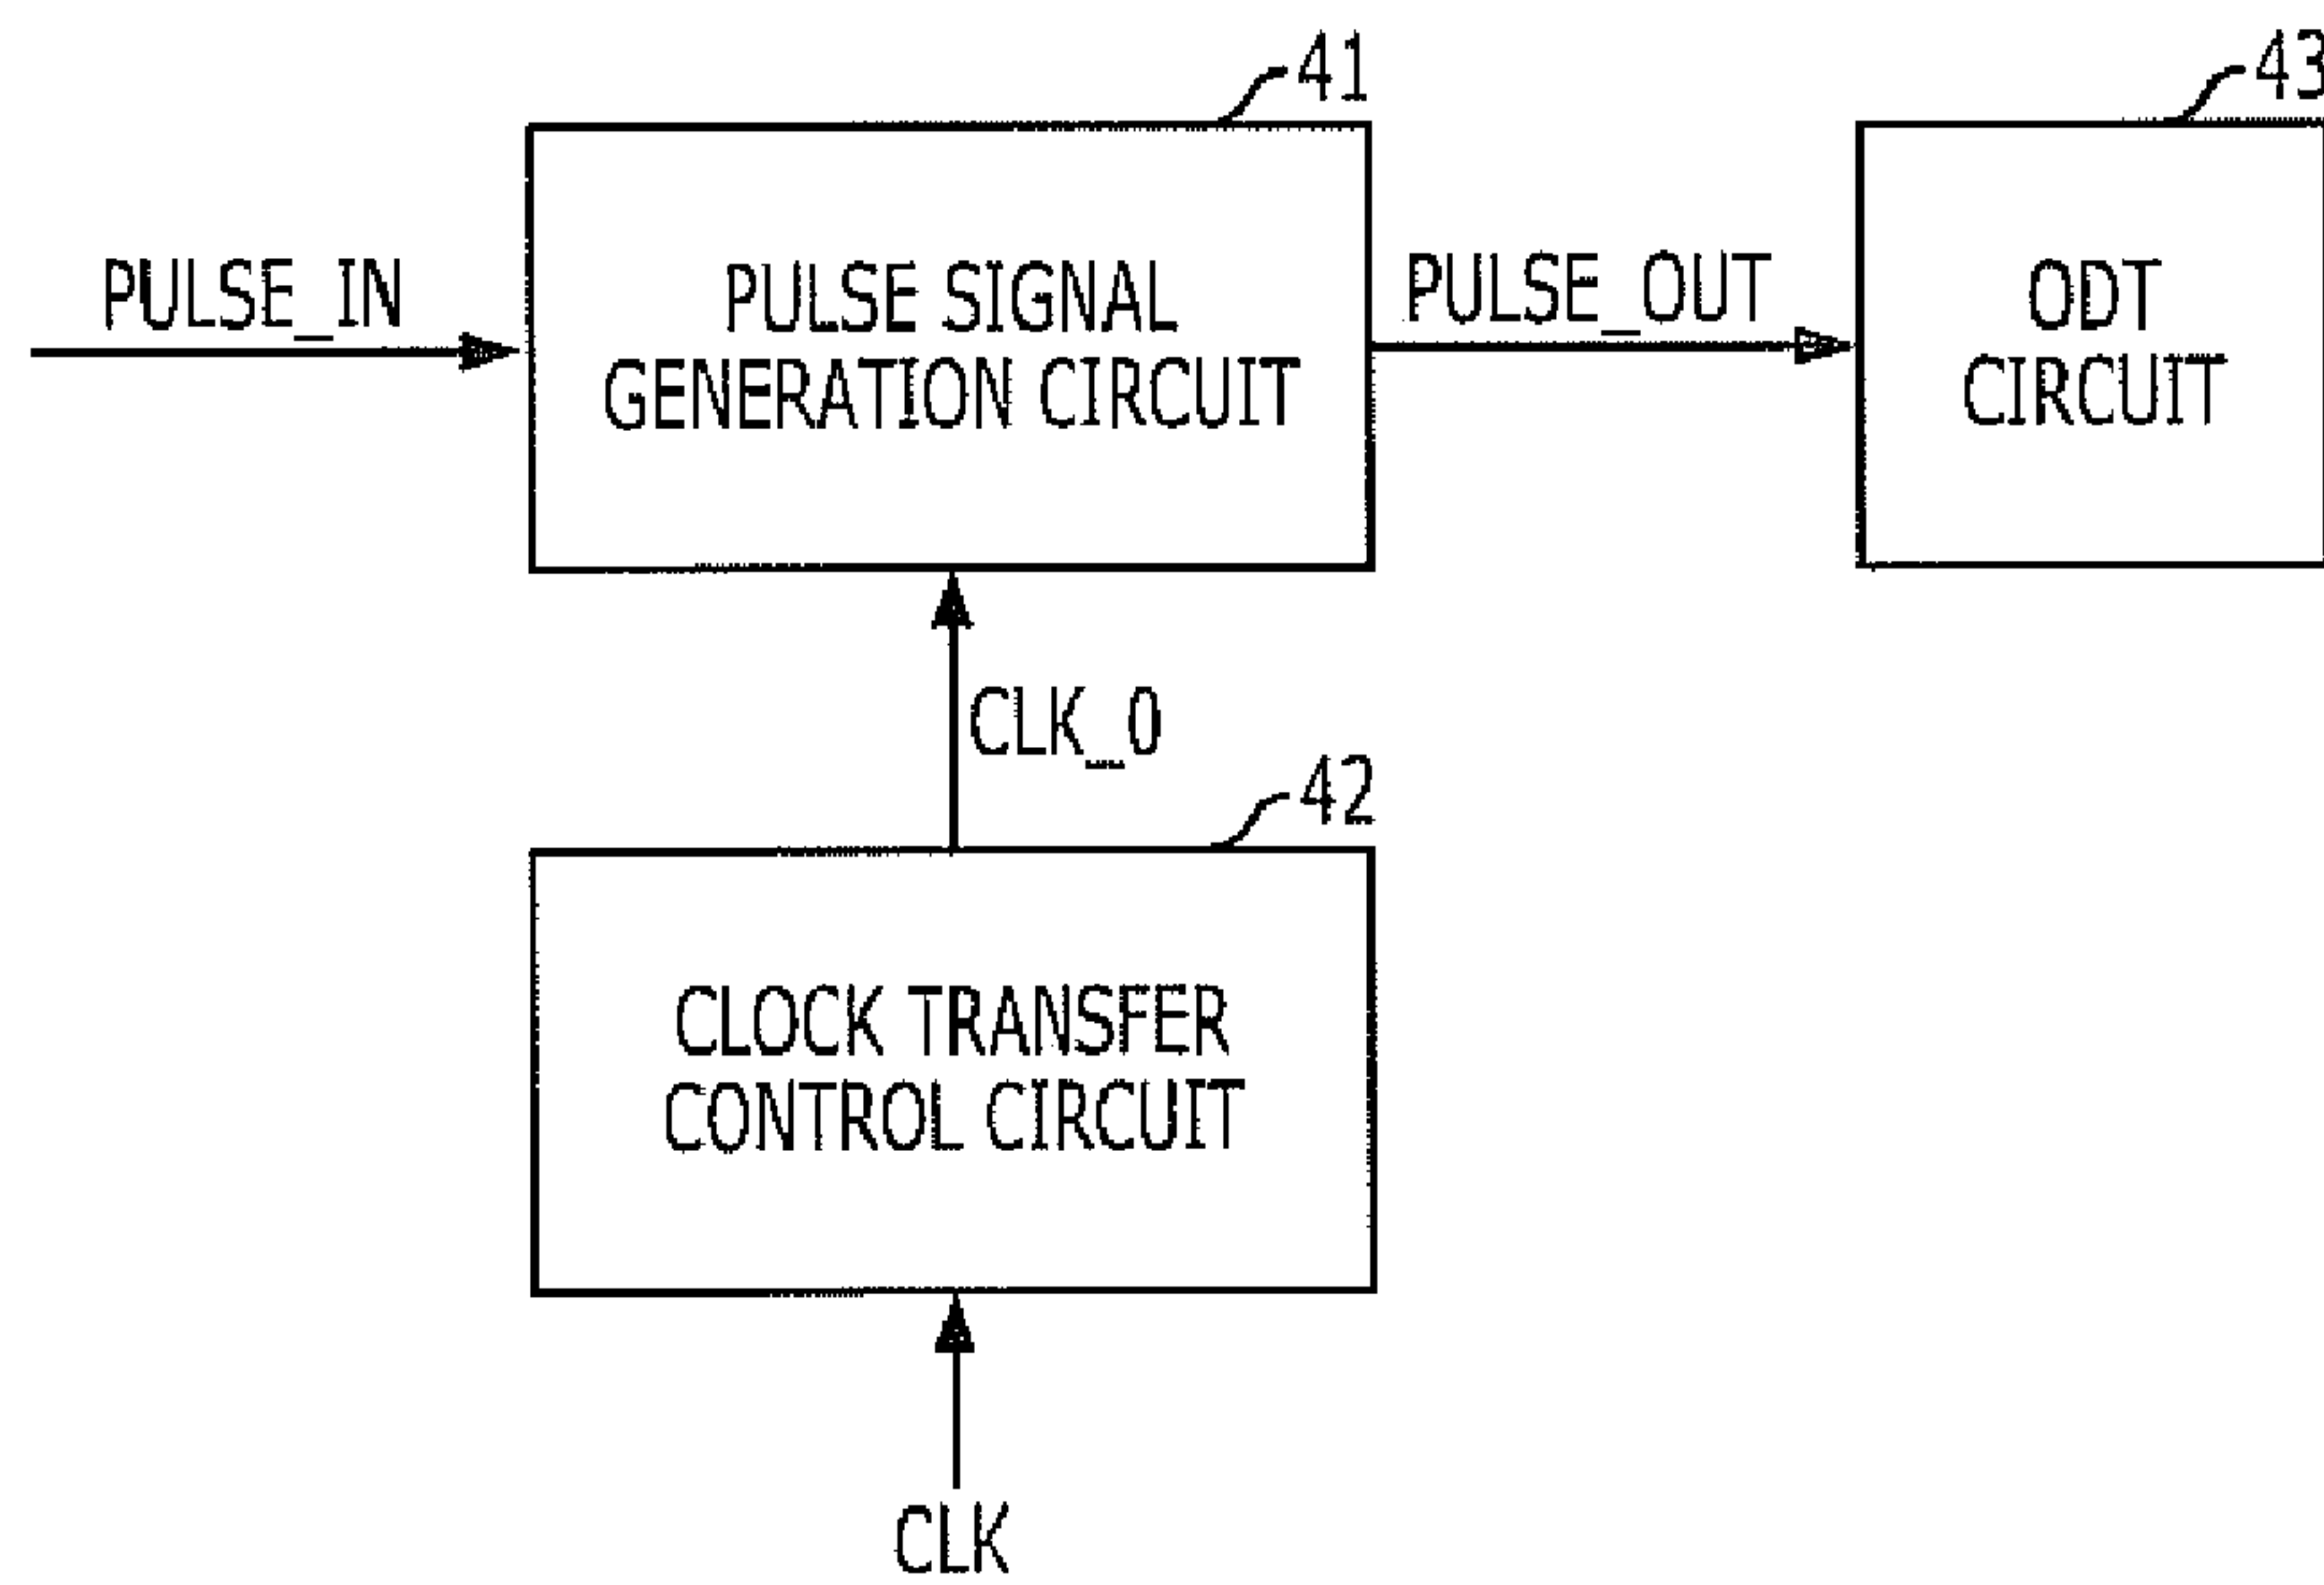 41
43
PULSE_IN
PULSE SIGNAL
GENERATION CIRCUIT
PULSE_OUT
ODT
CIRCUIT
CLK_0
42
CLOCK TRANSFER
CONTROL CIRCUIT
CLK